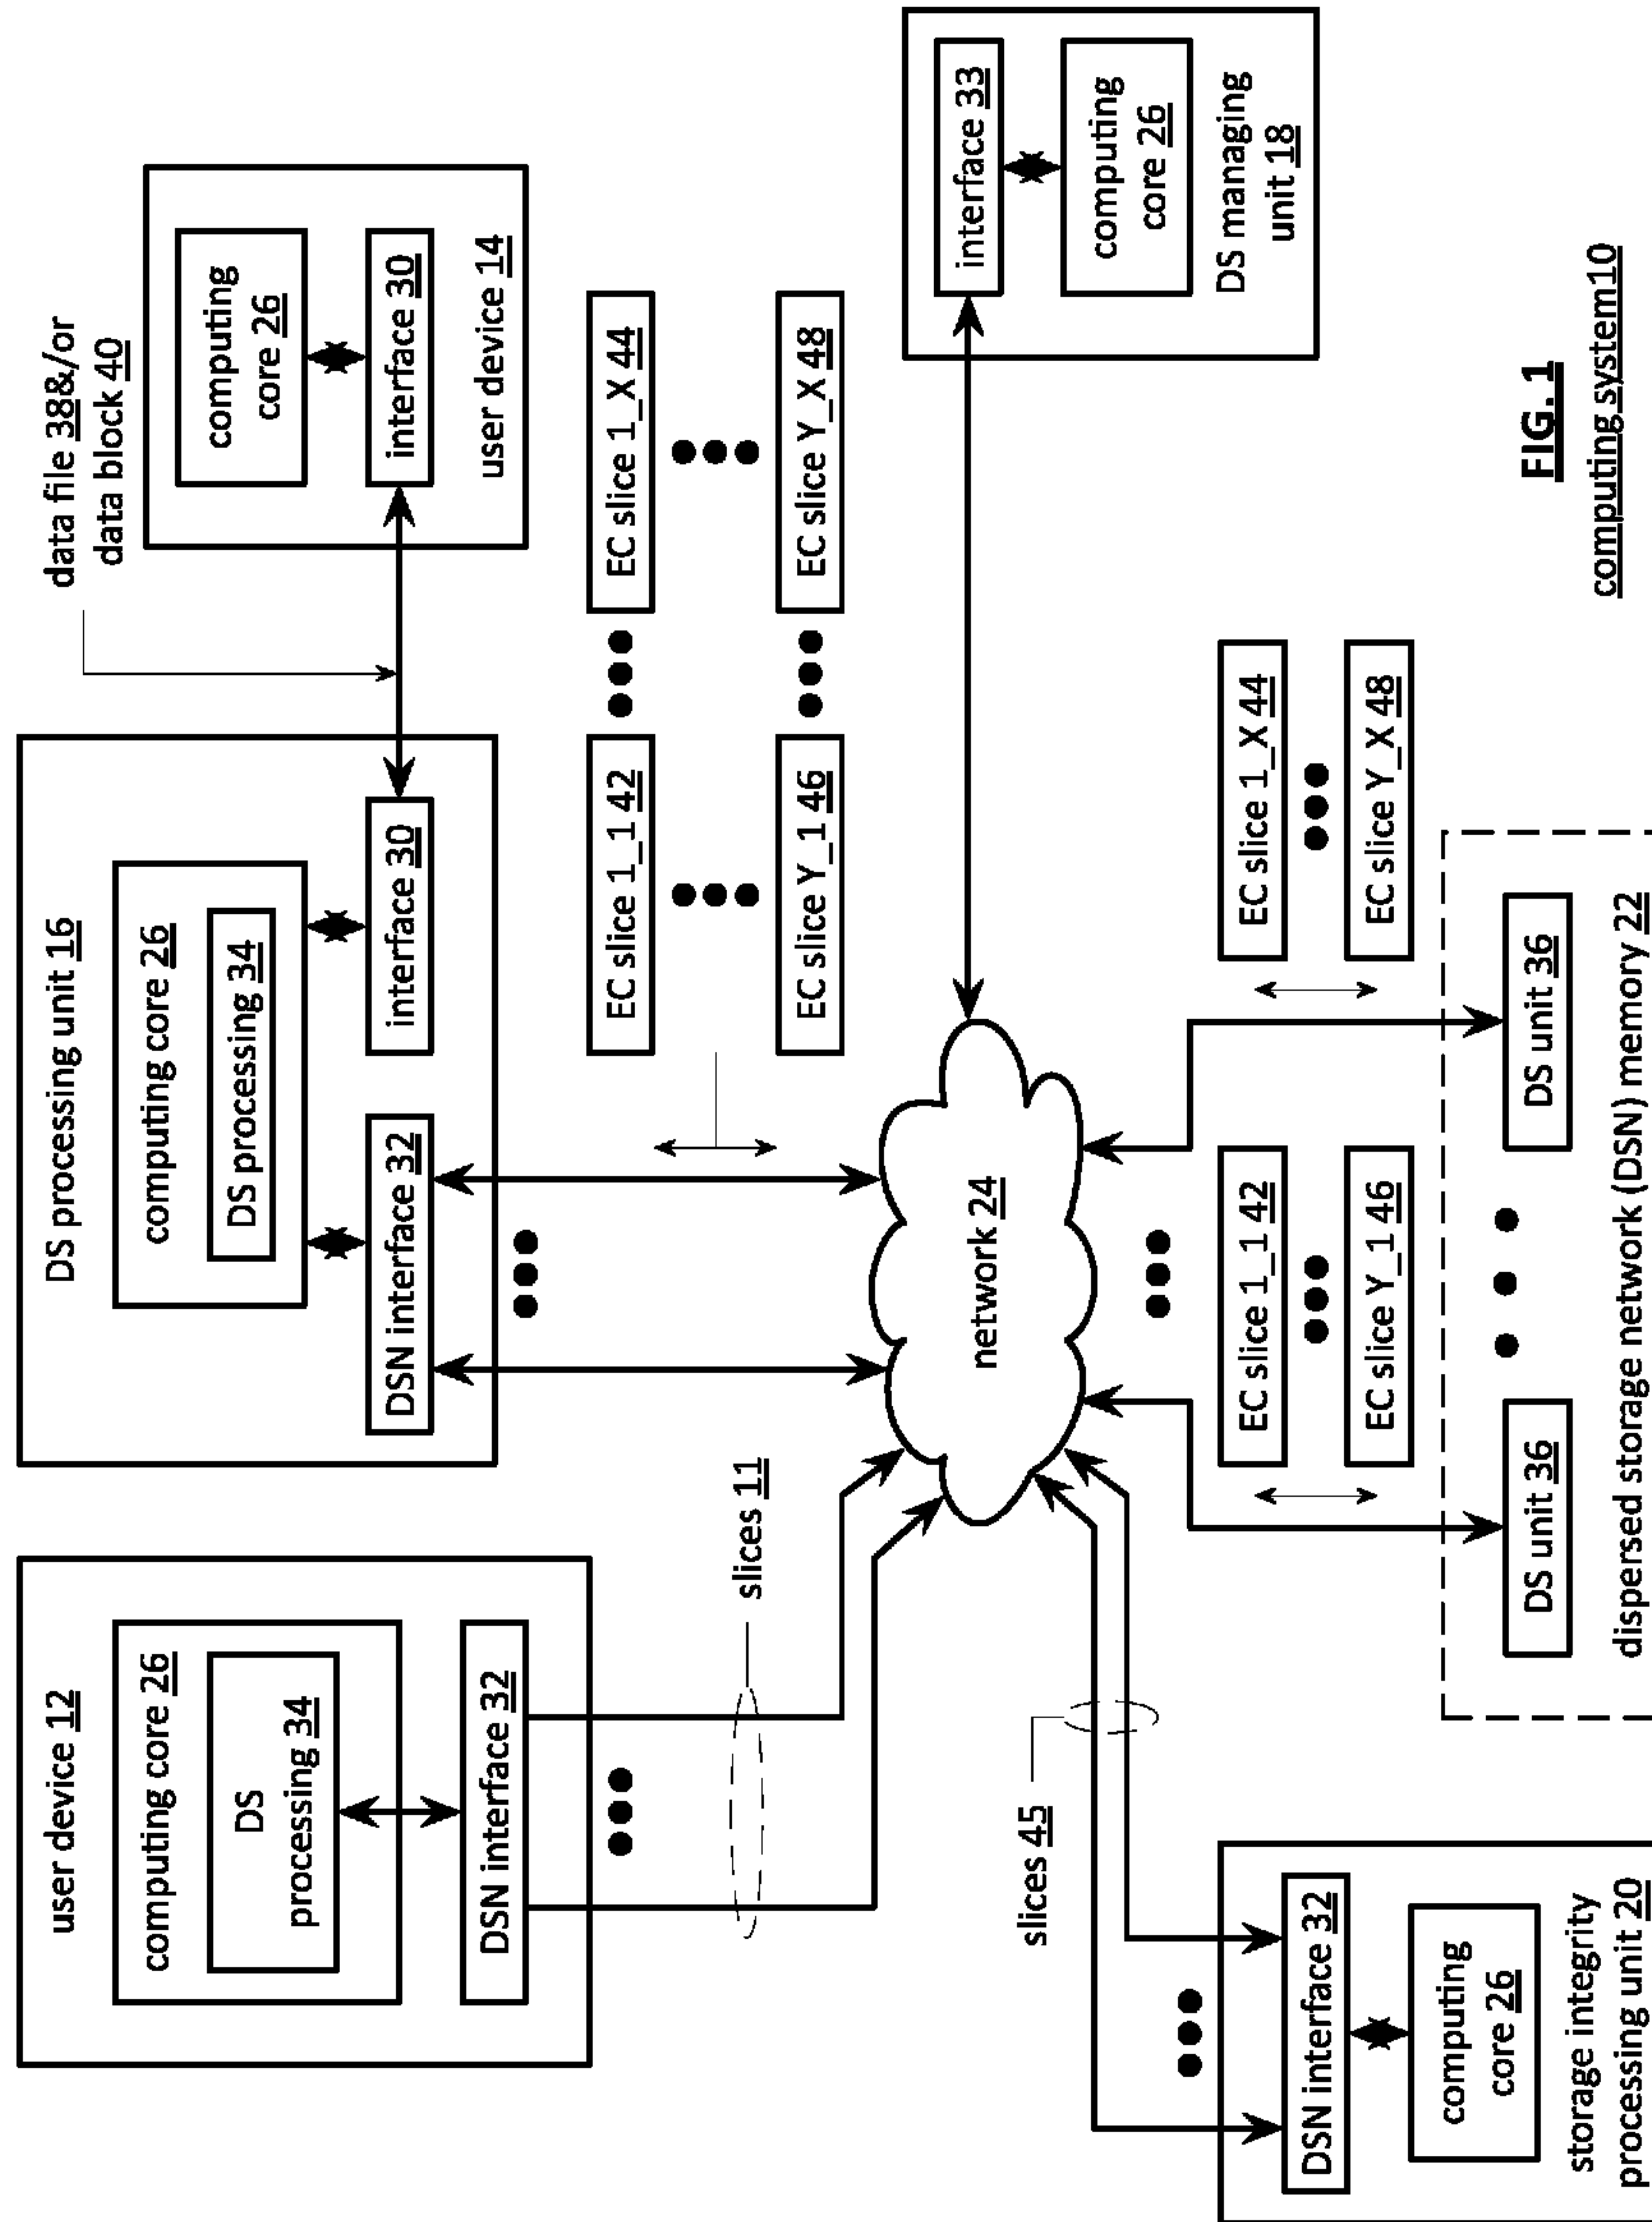 user device 12
computing core 26
DS
processing 34
DSN interface 32
slices 11
DS processing unit 16
computing core 26
DS processing 34
DSN interface 32
interface 30
data file 38&/or
data block 40
computing
core 26
interface 30
user device 14
EC slice 1_1 42
EC slice 1_X 44
EC slice Y_1 46
EC slice Y_X 48
network 24
interface 33
computing
core 26
DS managing
unit 18
slices 45
DSN interface 32
computing
core 26
storage integrity
processing unit 20
EC slice 1_1 42
EC slice Y_1 46
EC slice 1_X 44
EC slice Y_X 48
DS unit 36
DS unit 36
dispersed storage network (DSN) memory 22
FIG. 1
computing system10